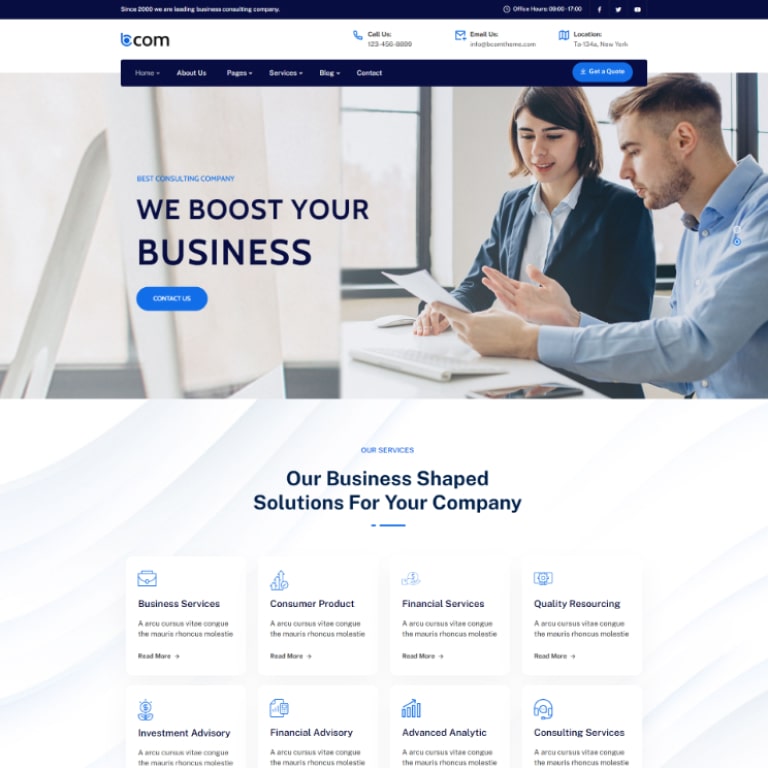 Since 2000 we are leading business consulting company.
Office Hours: 08:00 - 17:00
bcom
Call Us:
123-456-8899
Email Us:
info@bcomtheme.com
Location:
Ta-134a, New York
Home
About Us
Pages
Services
Blog
Contact
Get a Quote
BEST CONSULTING COMPANY
WE BOOST YOUR
BUSINESS
CONTACT US
OUR SERVICES
Our Business Shaped
Solutions For Your Company
Business Services
A arcu cursus vitae congue
the mauris rhoncus molestie
Read More →
Consumer Product
A arcu cursus vitae congue
the mauris rhoncus molestie
Read More →
Financial Services
A arcu cursus vitae congue
the mauris rhoncus molestie
Read More →
Quality Resourcing
A arcu cursus vitae congue
the mauris rhoncus molestie
Read More →
Investment Advisory
A arcu cursus vitae congue
the mauris rhoncus molestie
Financial Advisory
A arcu cursus vitae congue
the mauris rhoncus molestie
Advanced Analytic
A arcu cursus vitae congue
the mauris rhoncus molestie
Consulting Services
A arcu cursus vitae congue
the mauris rhoncus molestie